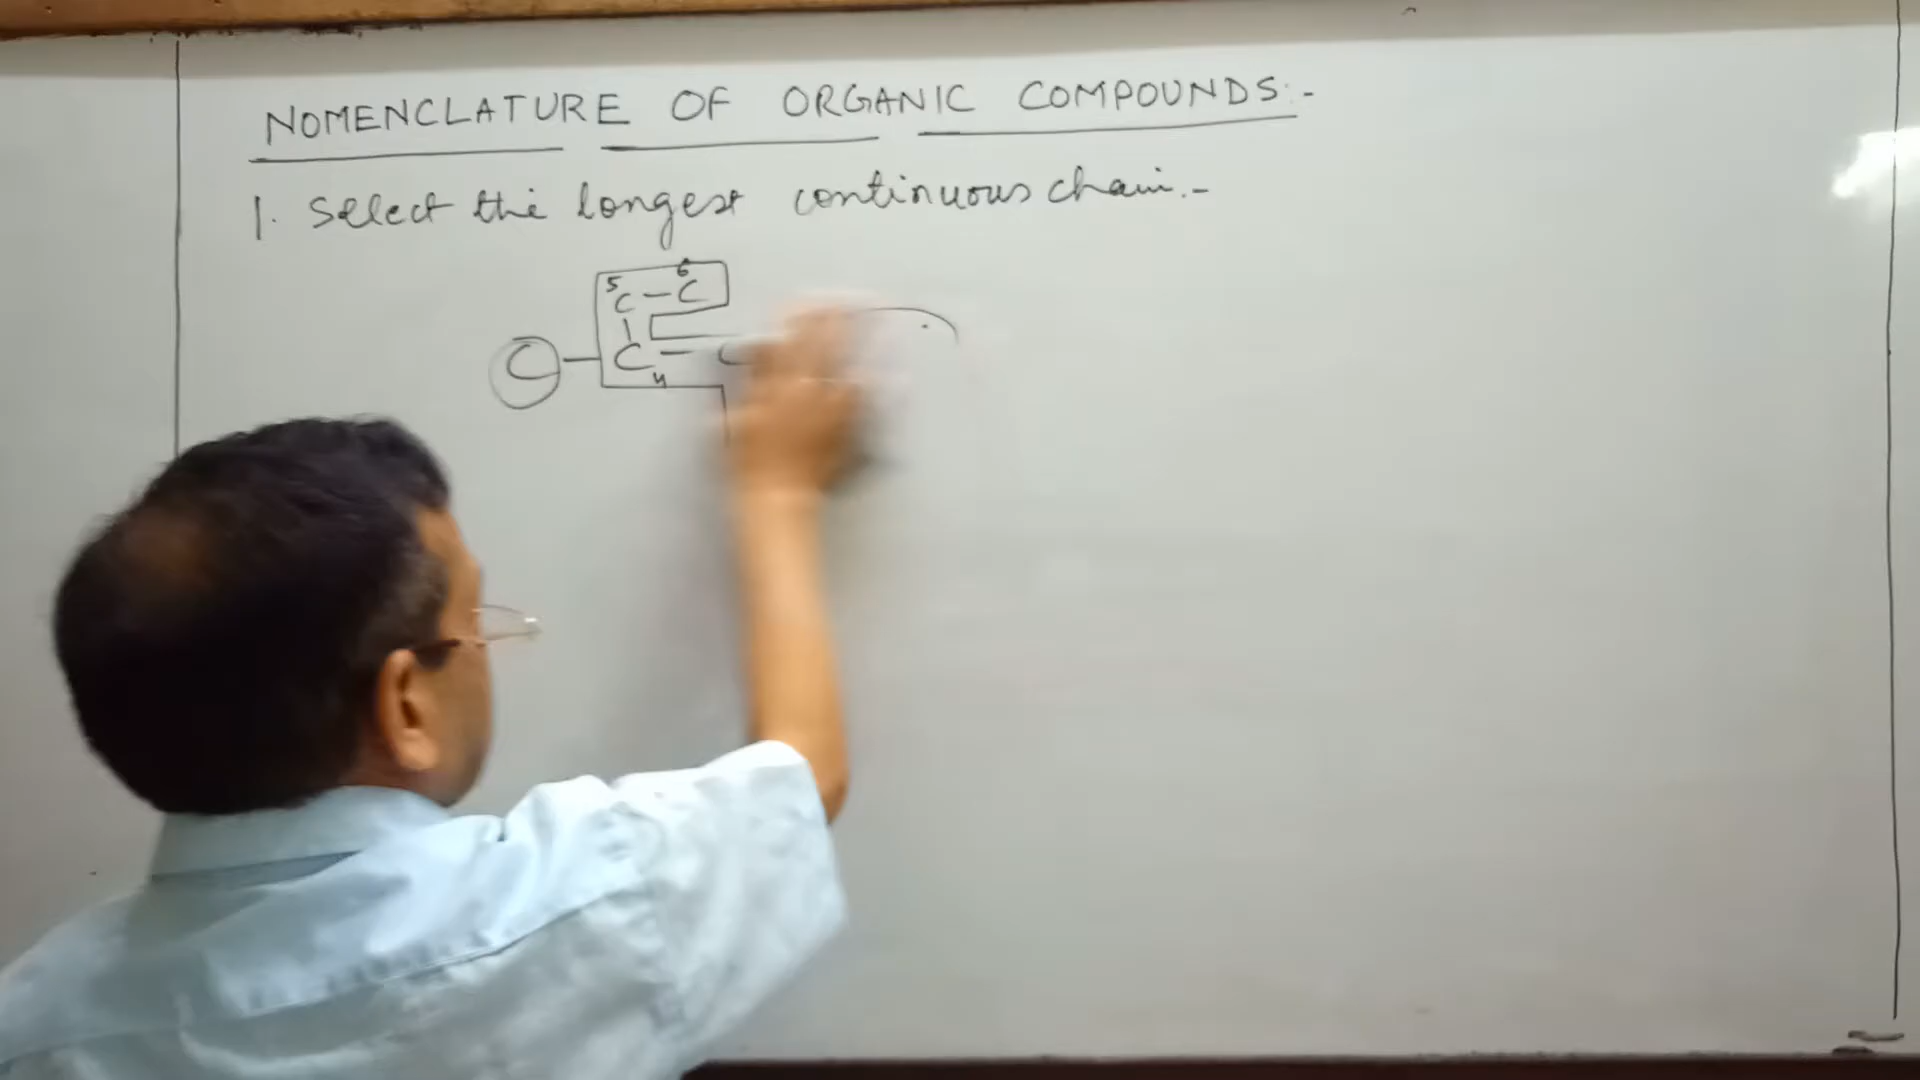 NOMENCLATURE OF ORGANIC COMPOUNDS:-
1. Select the longest continuous chain.-
5 6
C - C
C - C - C
4